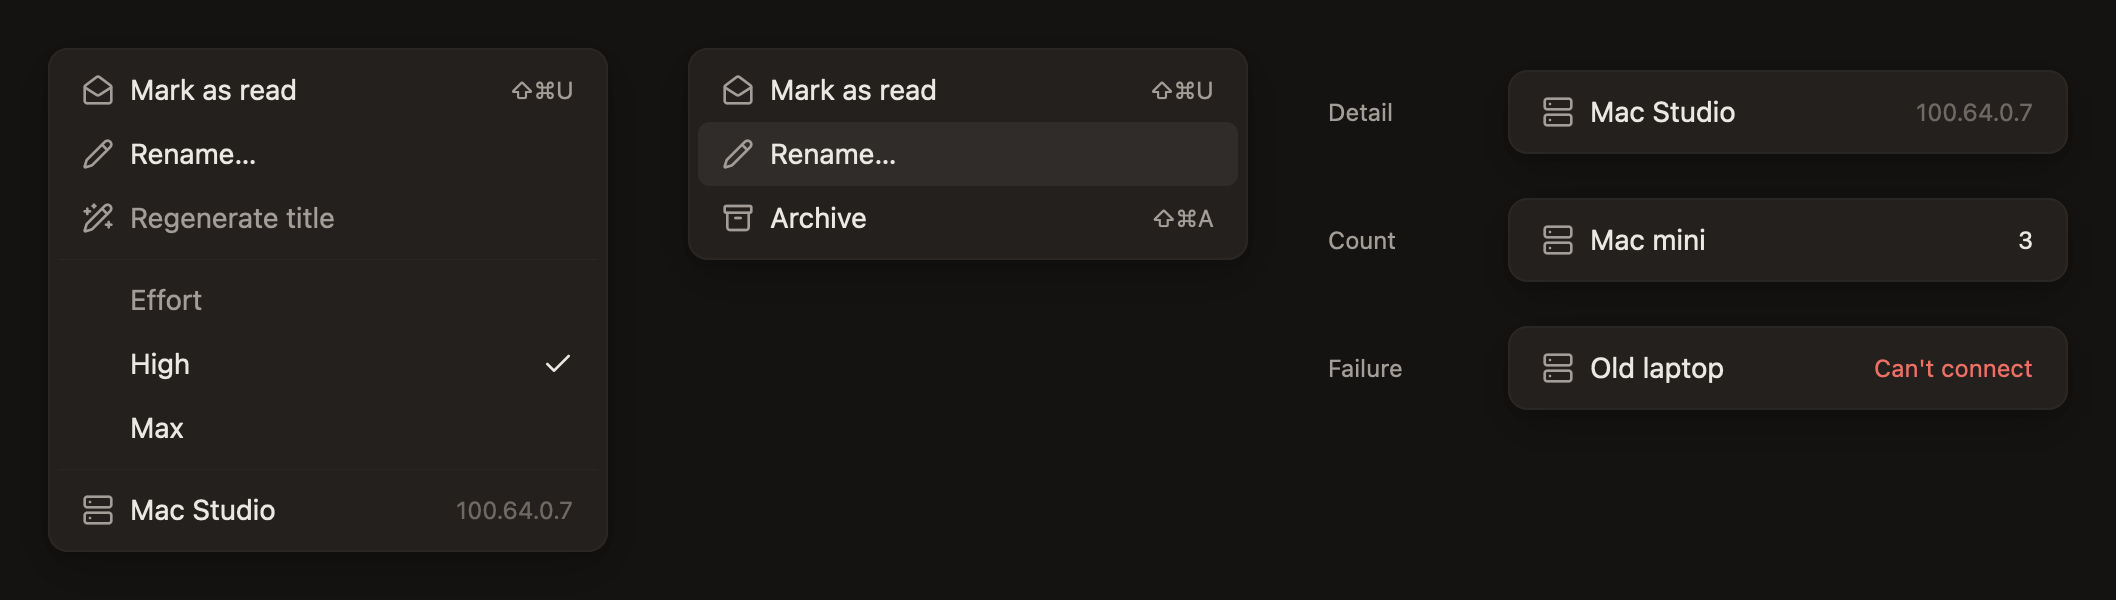 Mark as read ⇧⌘U
Rename...
Regenerate title
Effort
High
Max
Mac Studio 100.64.0.7
Mark as read ⇧⌘U
Rename...
Archive ⇧⌘A
Detail Mac Studio 100.64.0.7
Count Mac mini 3
Failure Old laptop Can't connect